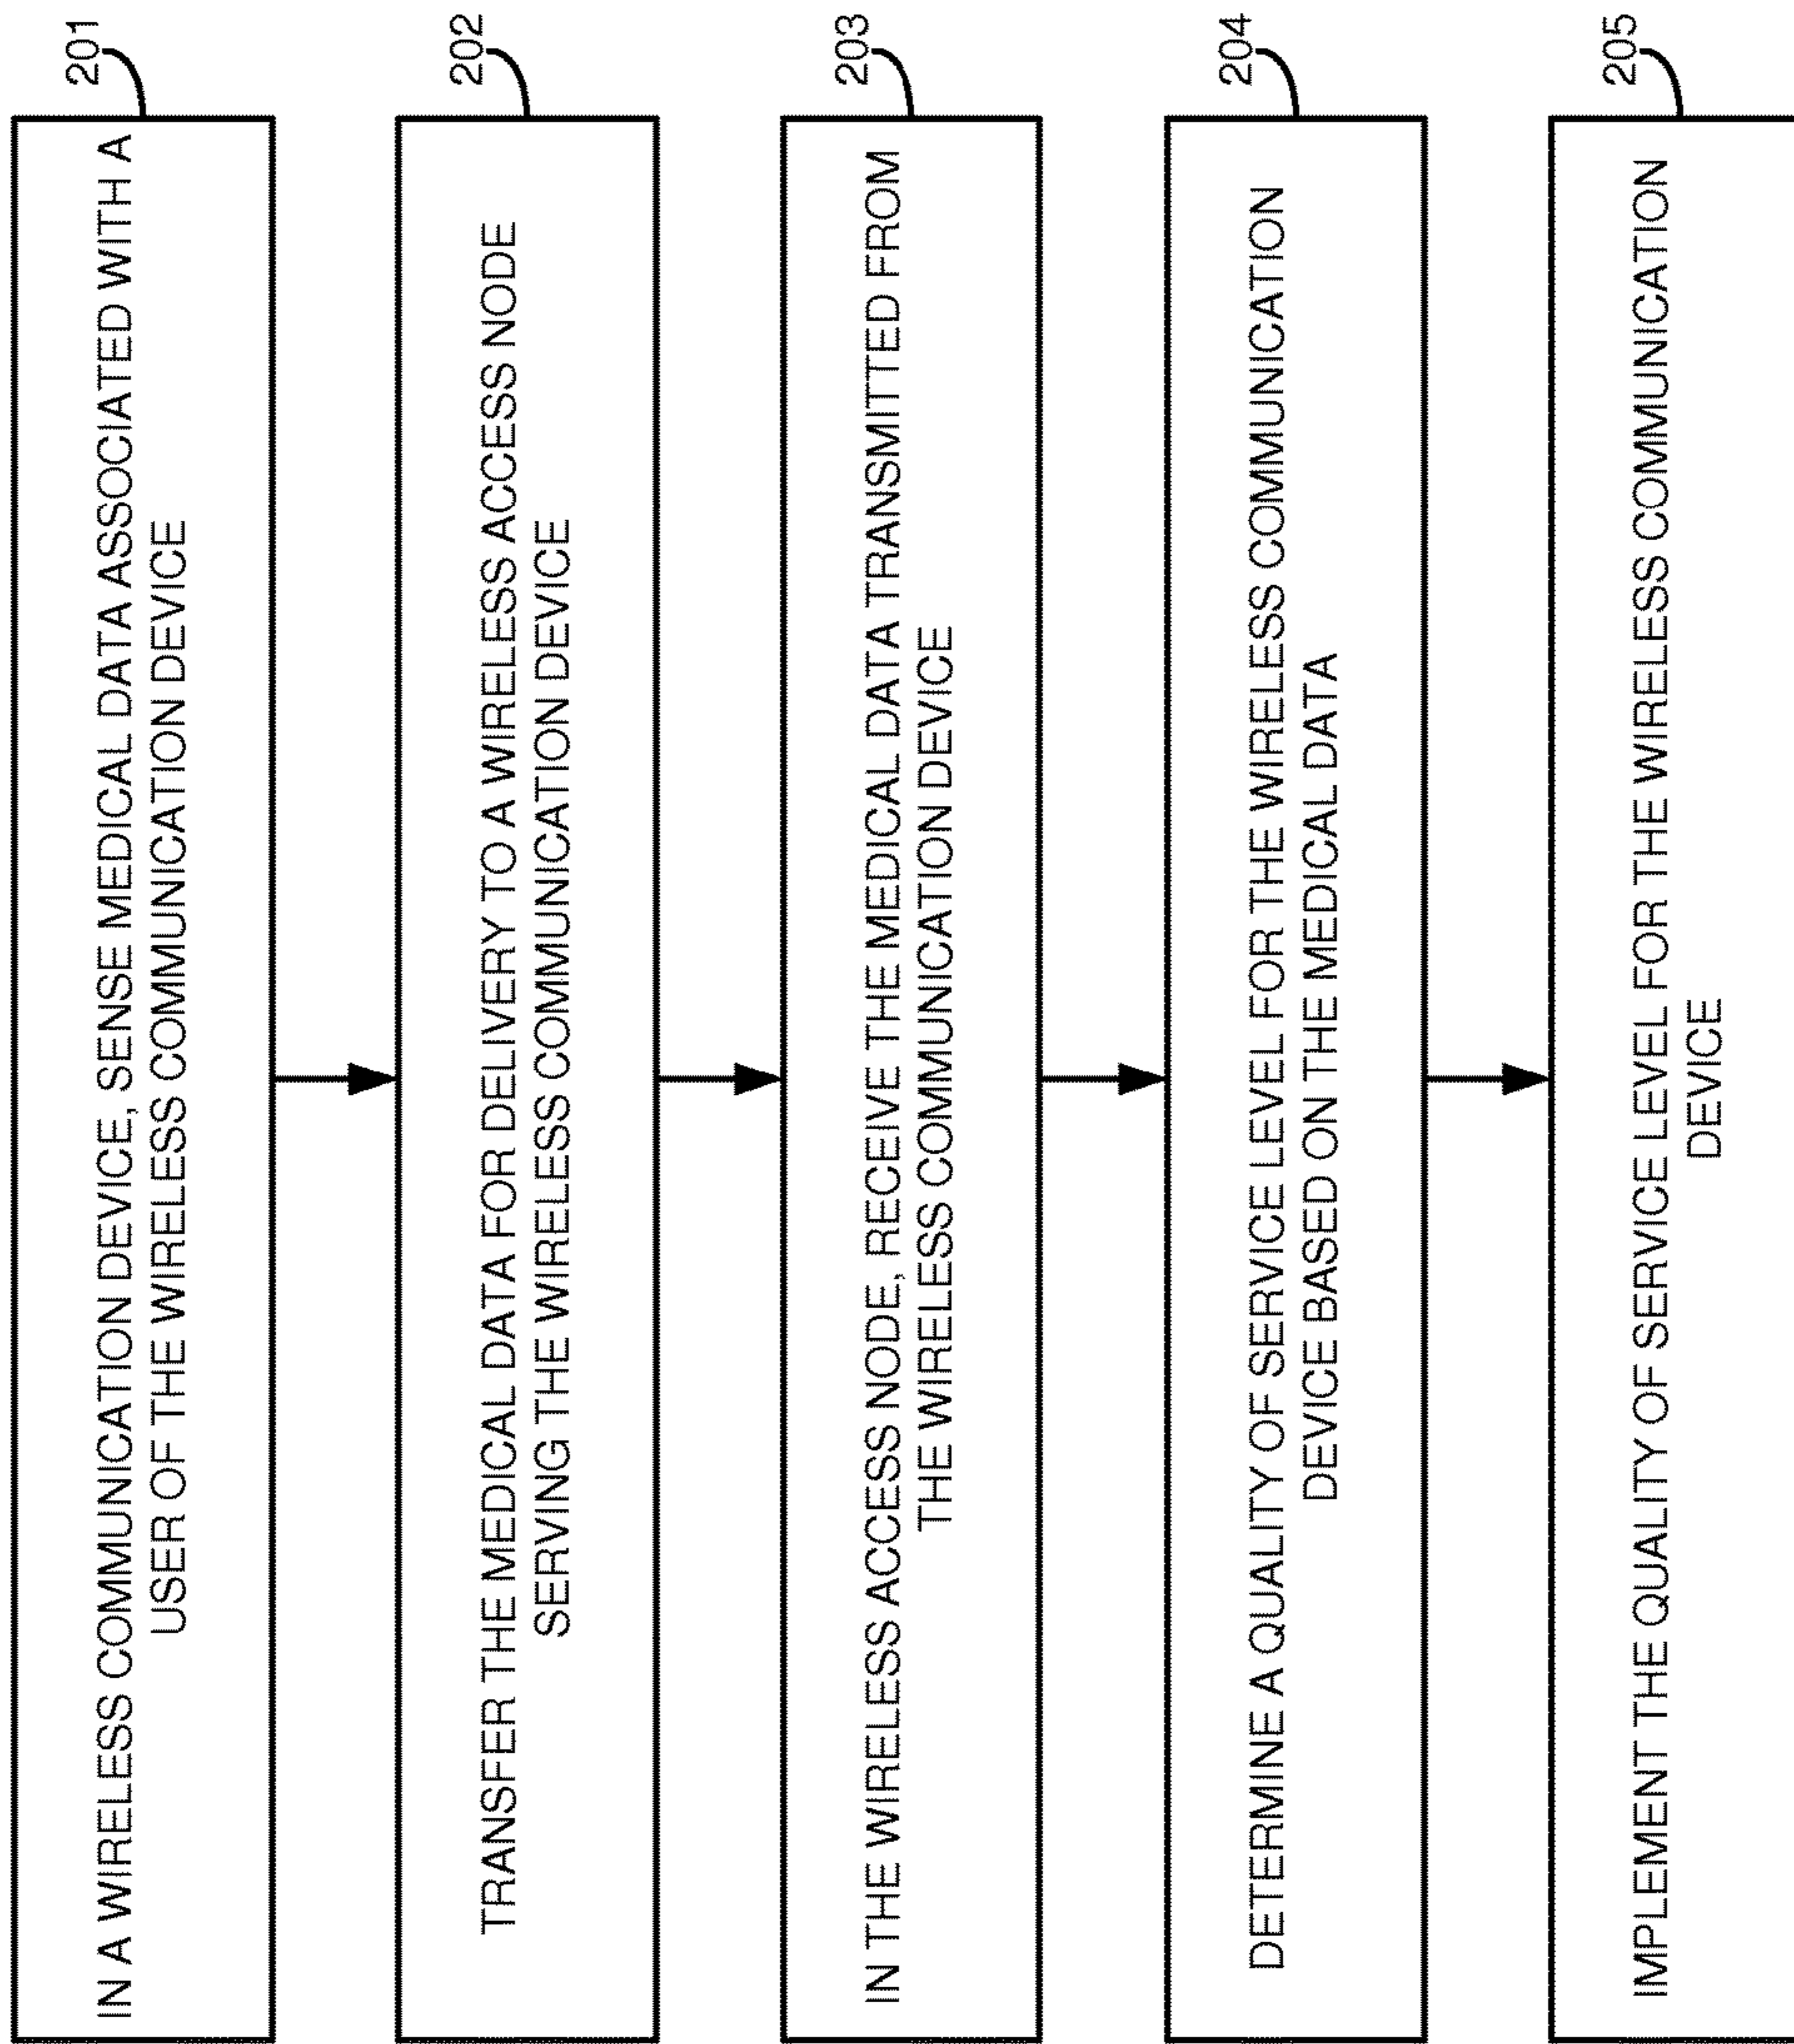 201
IN A WIRELESS COMMUNICATION DEVICE, SENSE MEDICAL DATA ASSOCIATED WITH A
USER OF THE WIRELESS COMMUNICATION DEVICE
202
TRANSFER THE MEDICAL DATA FOR DELIVERY TO A WIRELESS ACCESS NODE
SERVING THE WIRELESS COMMUNICATION DEVICE
203
IN THE WIRELESS ACCESS NODE, RECEIVE THE MEDICAL DATA TRANSMITTED FROM
THE WIRELESS COMMUNICATION DEVICE
204
DETERMINE A QUALITY OF SERVICE LEVEL FOR THE WIRELESS COMMUNICATION
DEVICE BASED ON THE MEDICAL DATA
205
IMPLEMENT THE QUALITY OF SERVICE LEVEL FOR THE WIRELESS COMMUNICATION
DEVICE